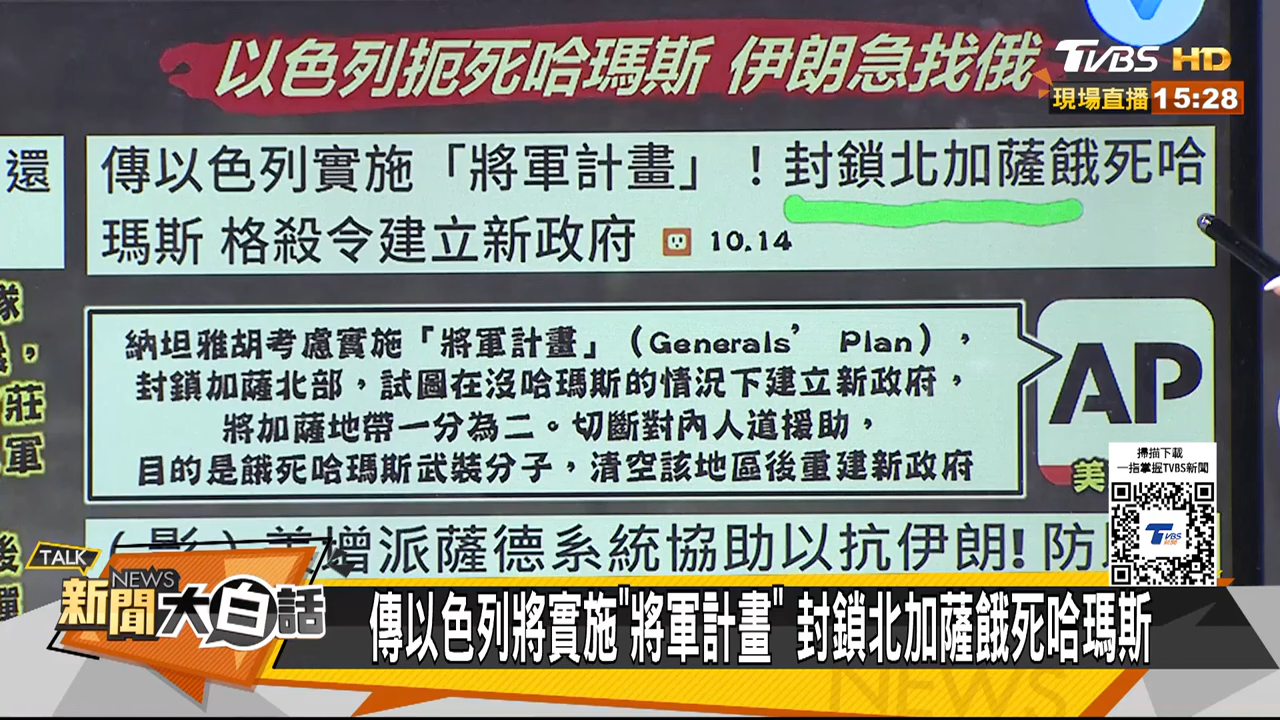 以色列扼死哈瑪斯 伊朗急找俄
TVBS HD
現場直播 15:28
還
傳以色列實施「將軍計畫」！封鎖北加薩餓死哈
瑪斯 格殺令建立新政府 10.14
隊
，
莊
軍
後
彈
納坦雅胡考慮實施「將軍計畫」（Generals' Plan），
封鎖加薩北部，試圖在沒哈瑪斯的情況下建立新政府，
將加薩地帶一分為二。切斷對內人道援助，
目的是餓死哈瑪斯武裝分子，清空該地區後重建新政府
AP
美
掃描下載
一指掌握TVBS新聞
TVBS
（影）美增派薩德系統協助以抗伊朗！防
TALK
NEWS
新聞大白話
傳以色列將實施"將軍計畫" 封鎖北加薩餓死哈瑪斯
NEWS